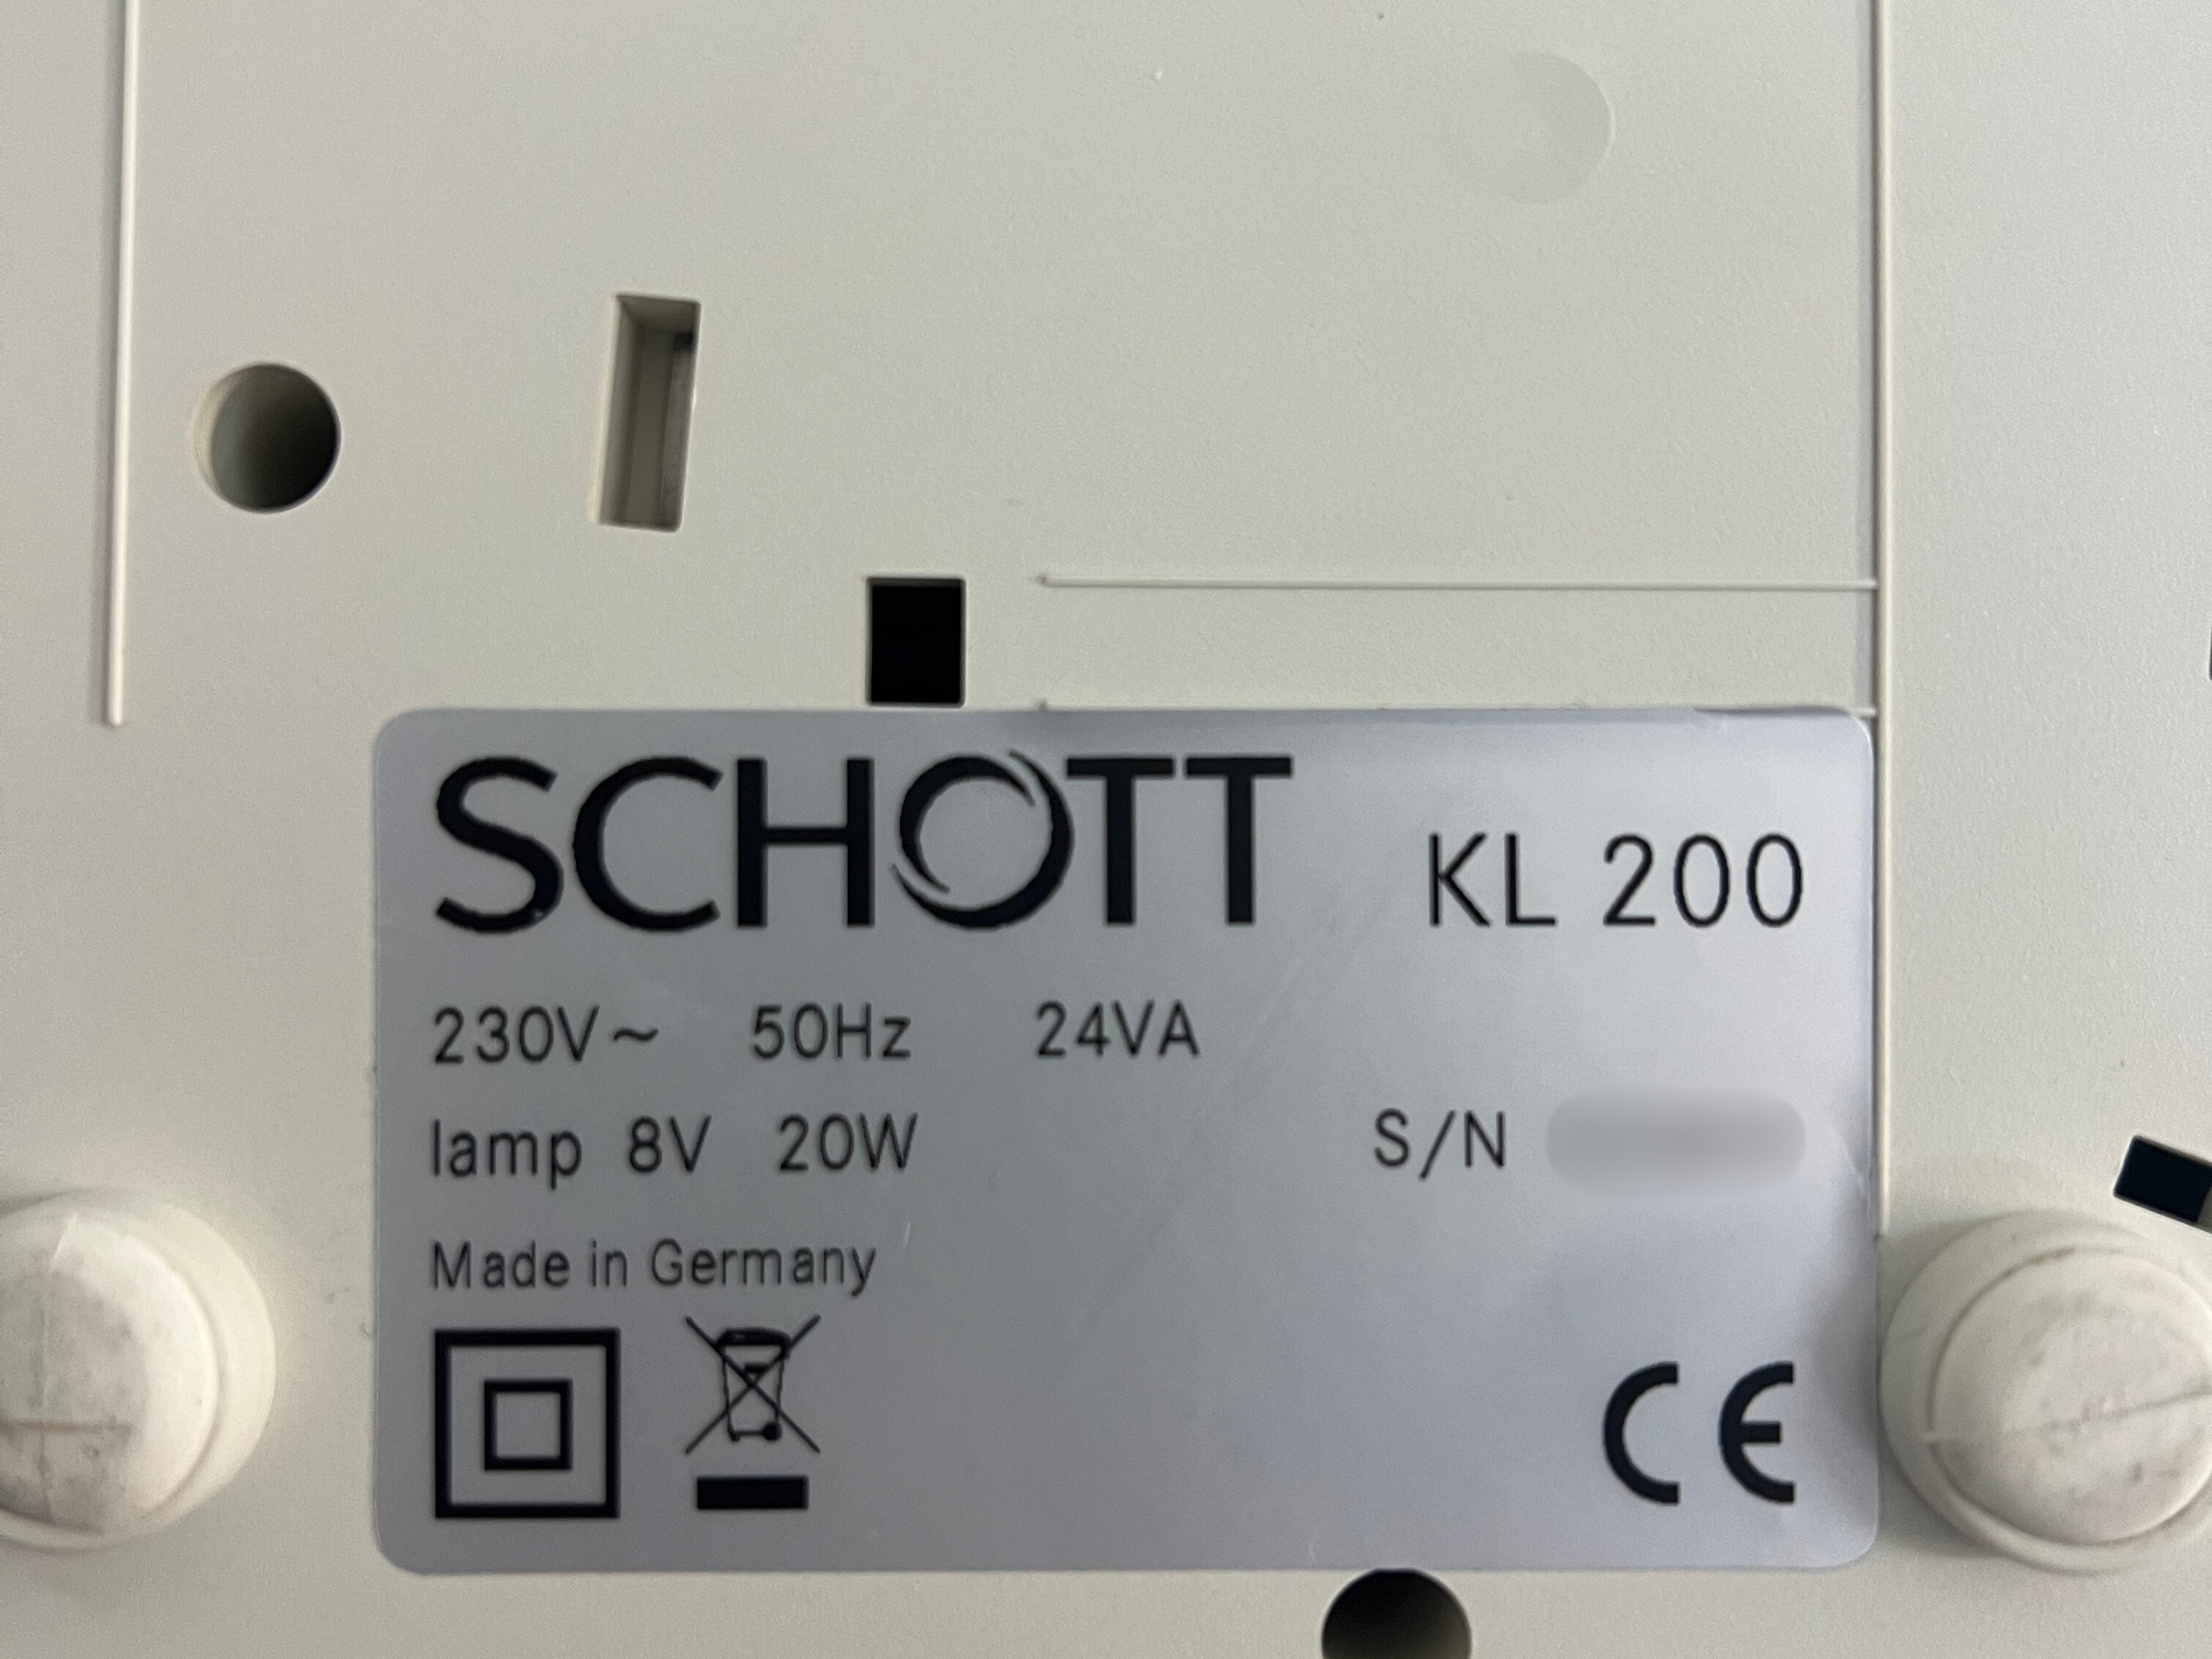 SCHOTT KL 200
230V~ 50Hz 24VA
lamp 8V 20W S/N
Made in Germany
CE